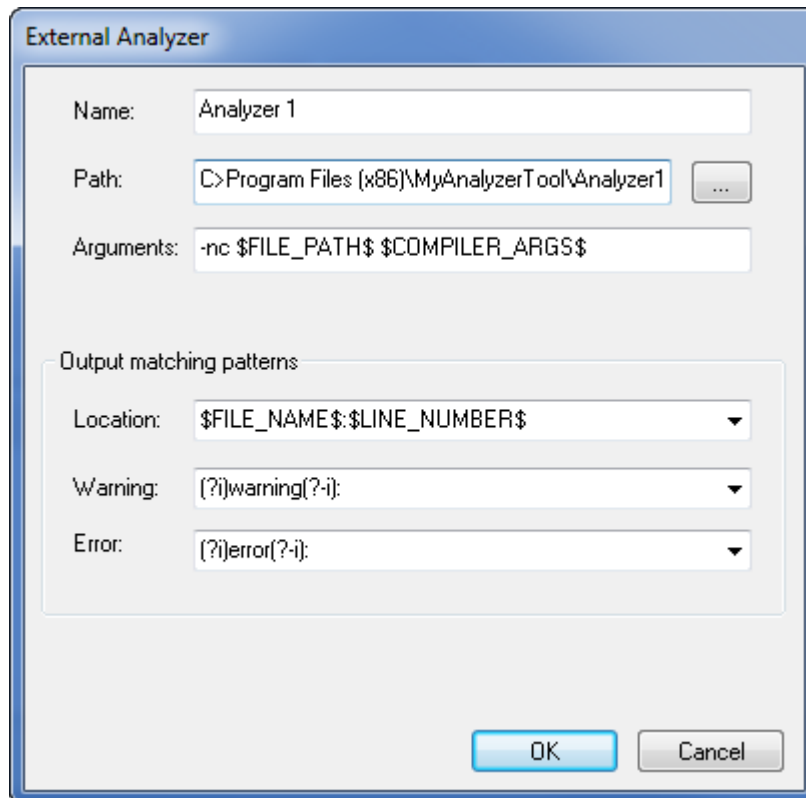 External Analyzer
Name: Analyzer 1
Path: C>Program Files (x86)\MyAnalyzerTool\Analyzer1 ...
Arguments: -nc $FILE_PATH$ $COMPILER_ARGS$
Output matching patterns
Location: $FILE_NAME$:$LINE_NUMBER$
Warning: (?i)warning(?-i):
Error: (?i)error(?-i):
OK Cancel